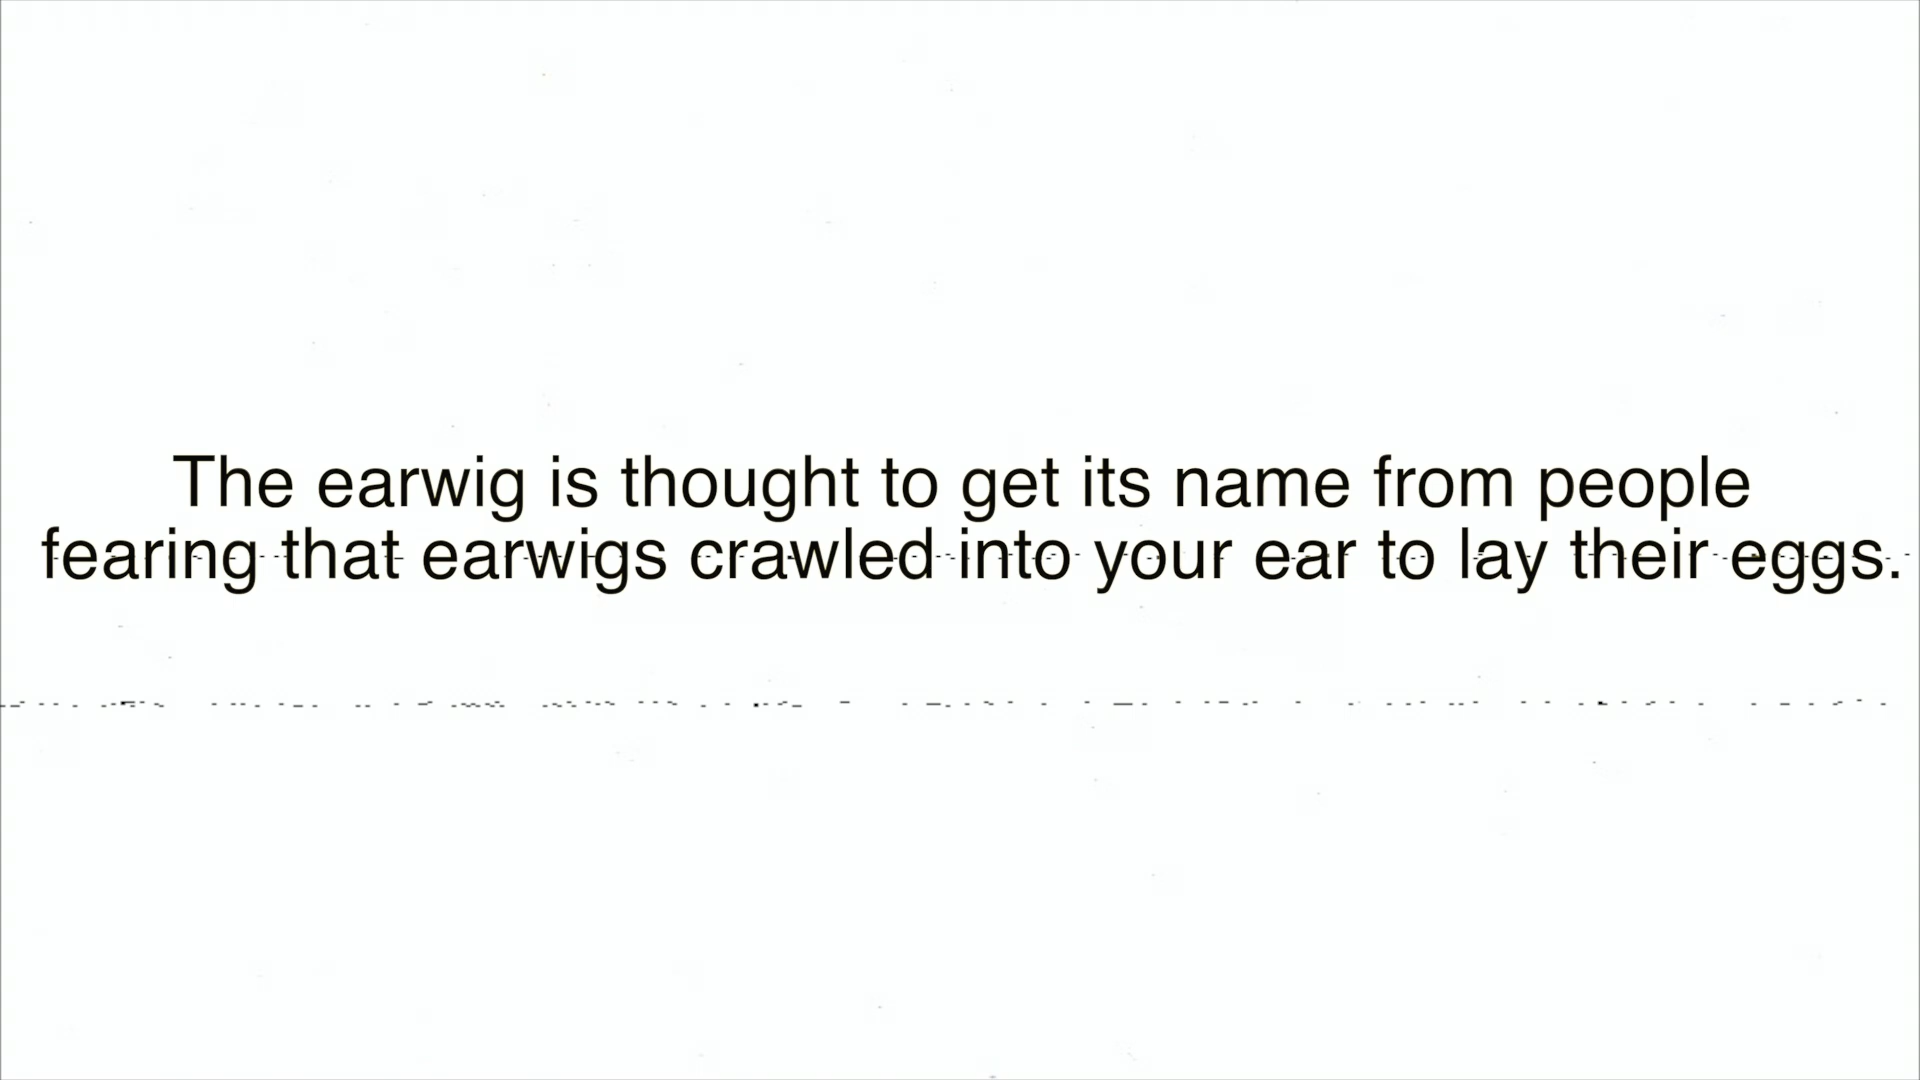 The earwig is thought to get its name from people
fearing that earwigs crawled into your ear to lay their eggs.